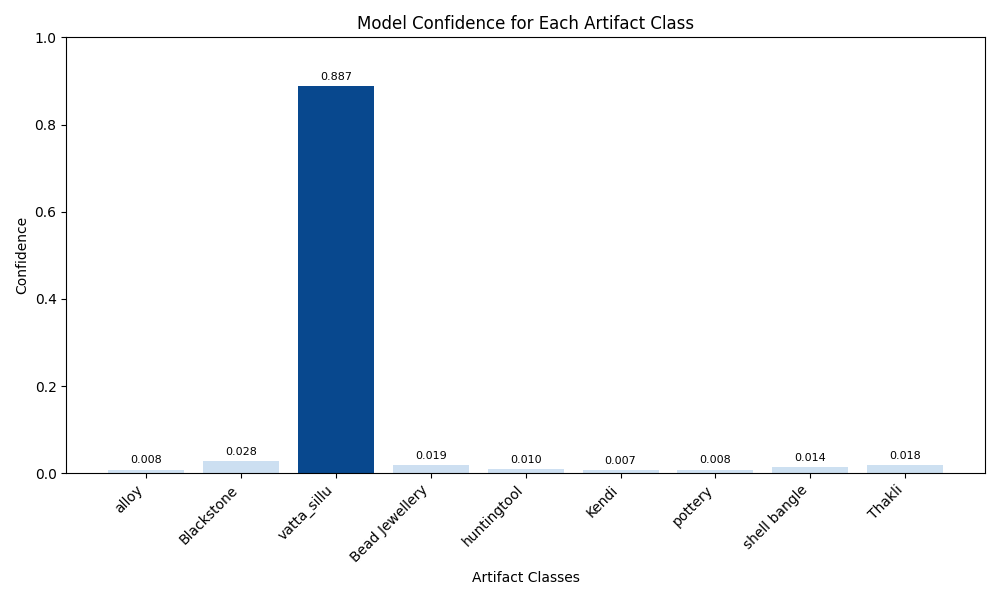 Model Confidence for Each Artifact Class
1.0
0.8
0.6
0.4
0.2
0.0
Confidence
0.008
0.028
0.887
0.019
0.010
0.007
0.008
0.014
0.018
alloy
Blackstone
vatta_sillu
Bead Jewellery
huntingtool
Kendi
pottery
shell bangle
Thakli
Artifact Classes